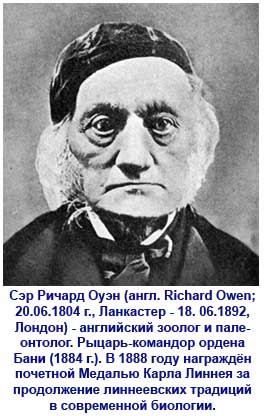 Сэр Ричард Оуэн (англ. Richard Owen;
20.06.1804 г., Ланкастер - 18. 06.1892,
Лондон) - английский зоолог и пале-
онтолог. Рыцарь-командор ордена
Бани (1884 г.). В 1888 году награждён
почетной Медалью Карла Линнея за
продолжение линнеевских традиций
в современной биологии.